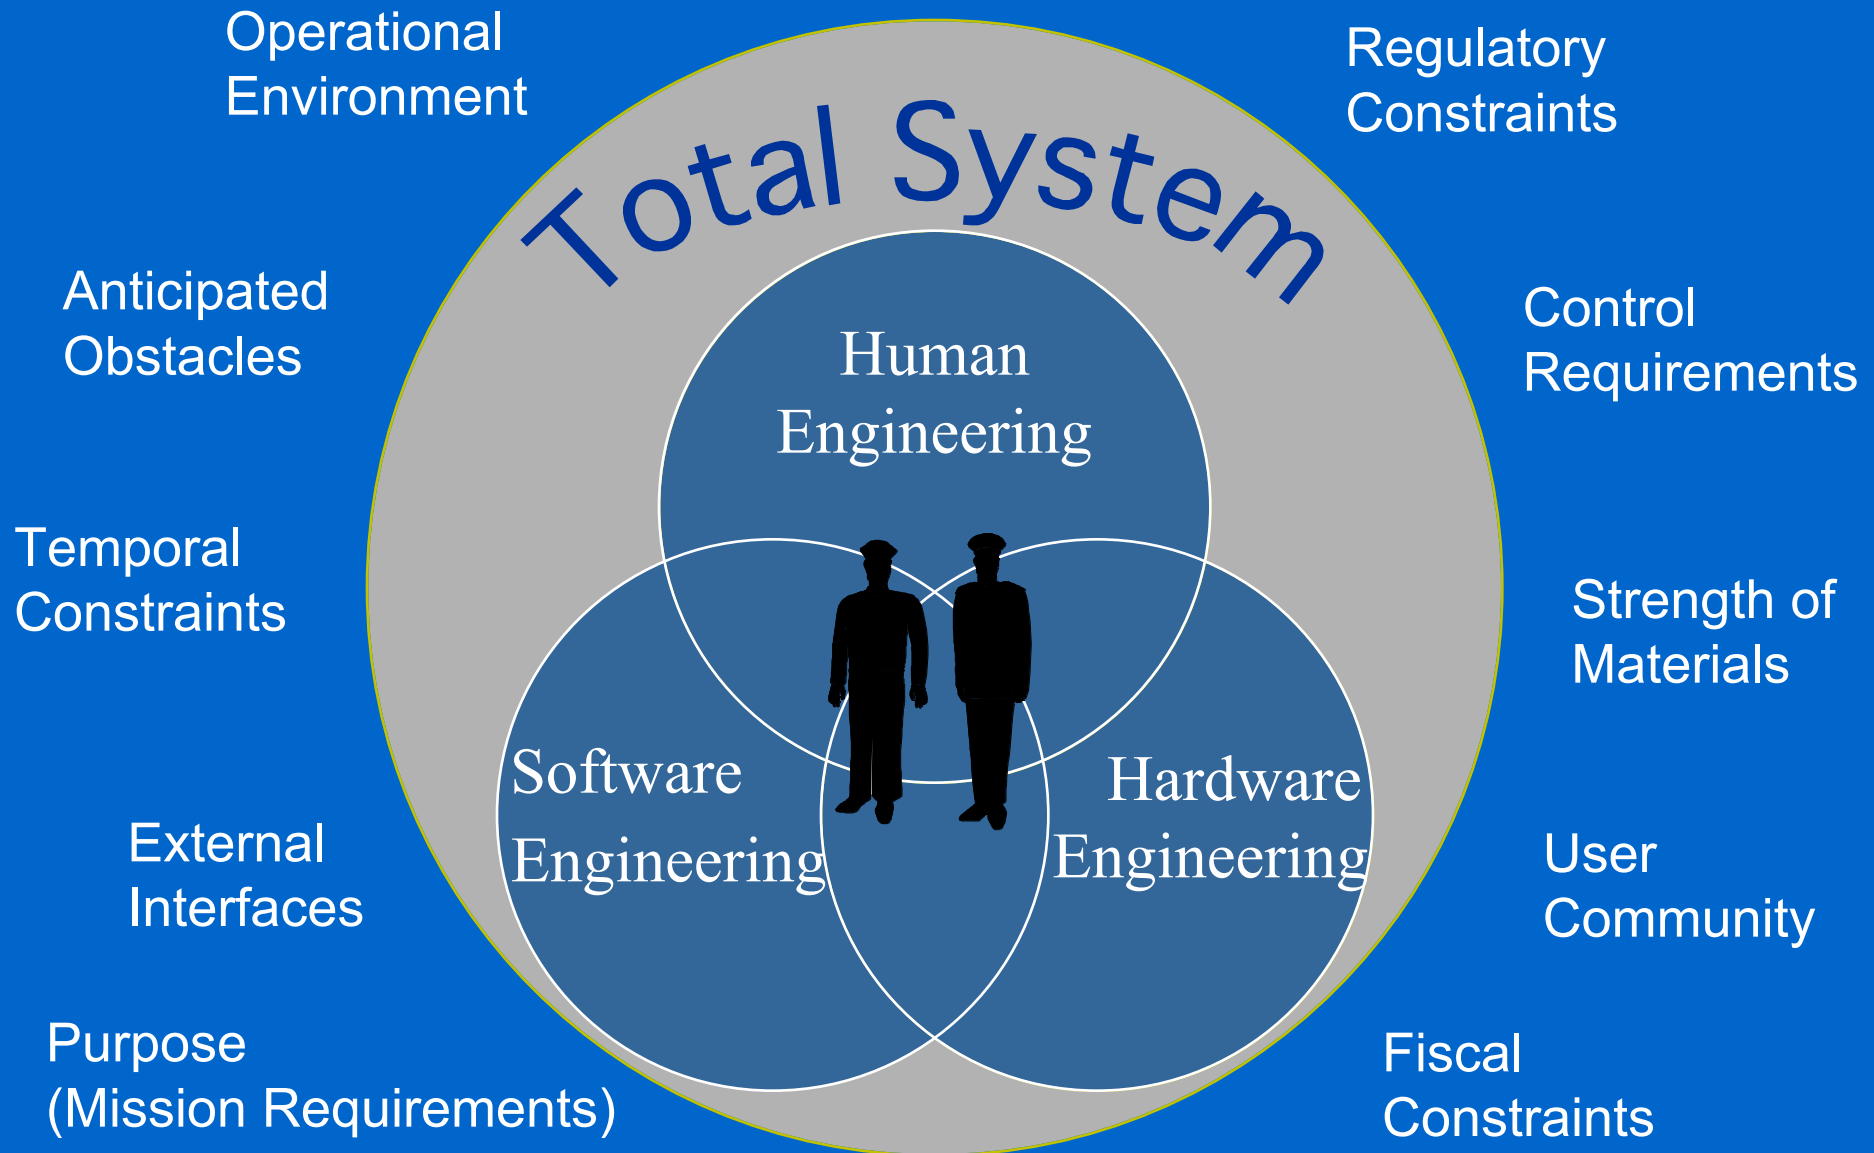 Operational
Environment
Regulatory
Constraints
Total System
Anticipated
Obstacles
Control
Requirements
Human
Engineering
Temporal
Constraints
Strength of
Materials
Software
Engineering
Hardware
Engineering
External
Interfaces
User
Community
Purpose
(Mission Requirements)
Fiscal
Constraints